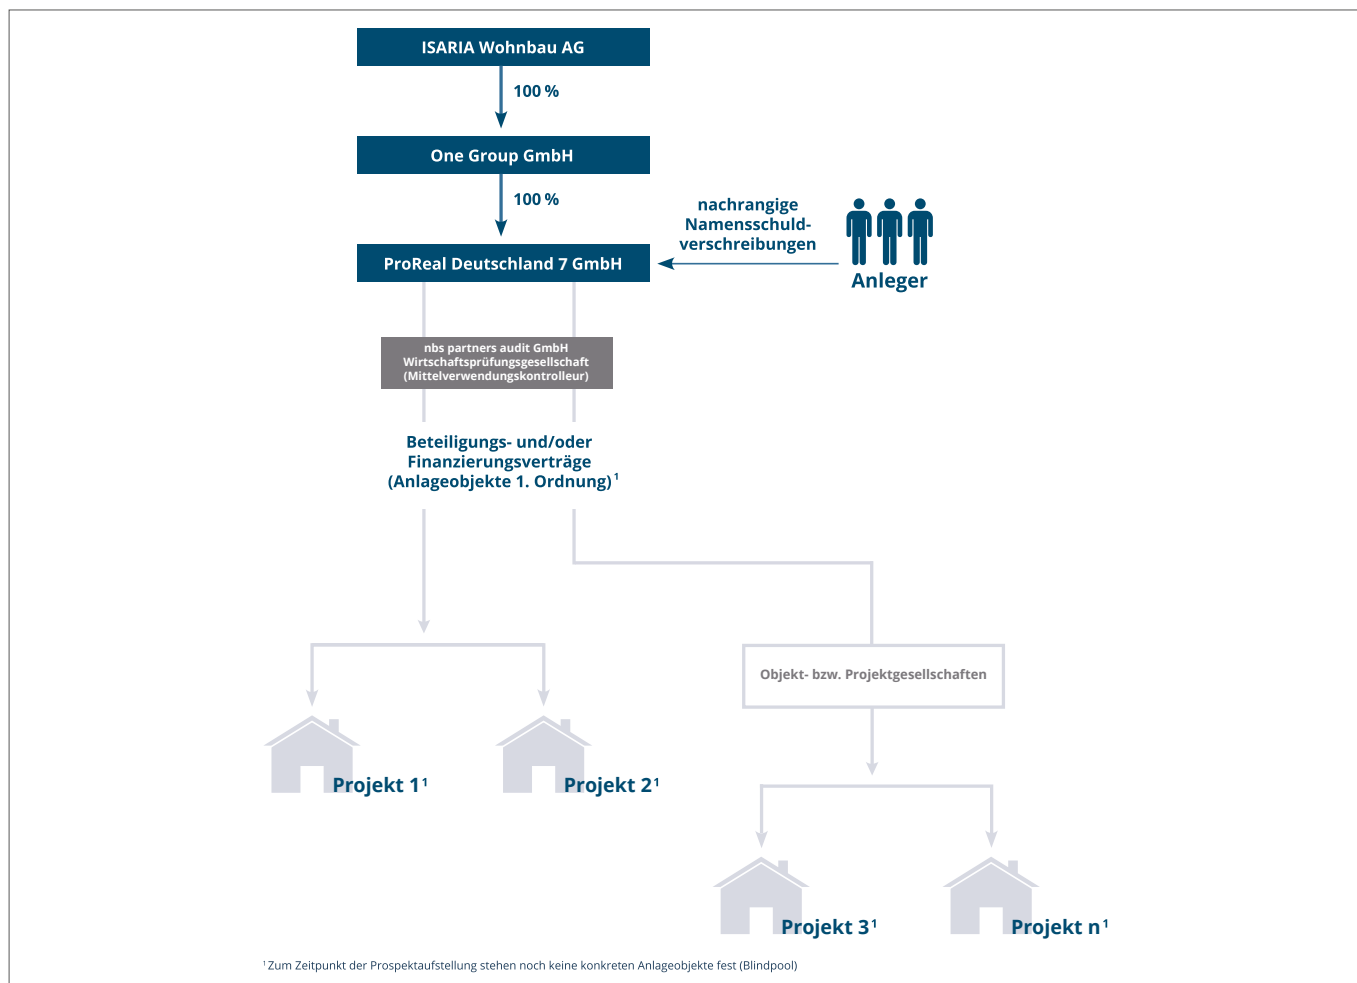 ISARIA Wohnbau AG
100 %
One Group GmbH
100 %
nachrangige
Namensschuld-
verschreibungen
ProReal Deutschland 7 GmbH
Anleger
nbs partners audit GmbH
Wirtschaftsprüfungsgesellschaft
(Mittelverwendungskontrolleur)
Beteiligungs- und/oder
Finanzierungsverträge
(Anlageobjekte 1. Ordnung)¹
Objekt- bzw. Projektgesellschaften
Projekt 1¹
Projekt 2¹
Projekt 3¹
Projekt n¹
¹ Zum Zeitpunkt der Prospektaufstellung stehen noch keine konkreten Anlageobjekte fest (Blindpool)